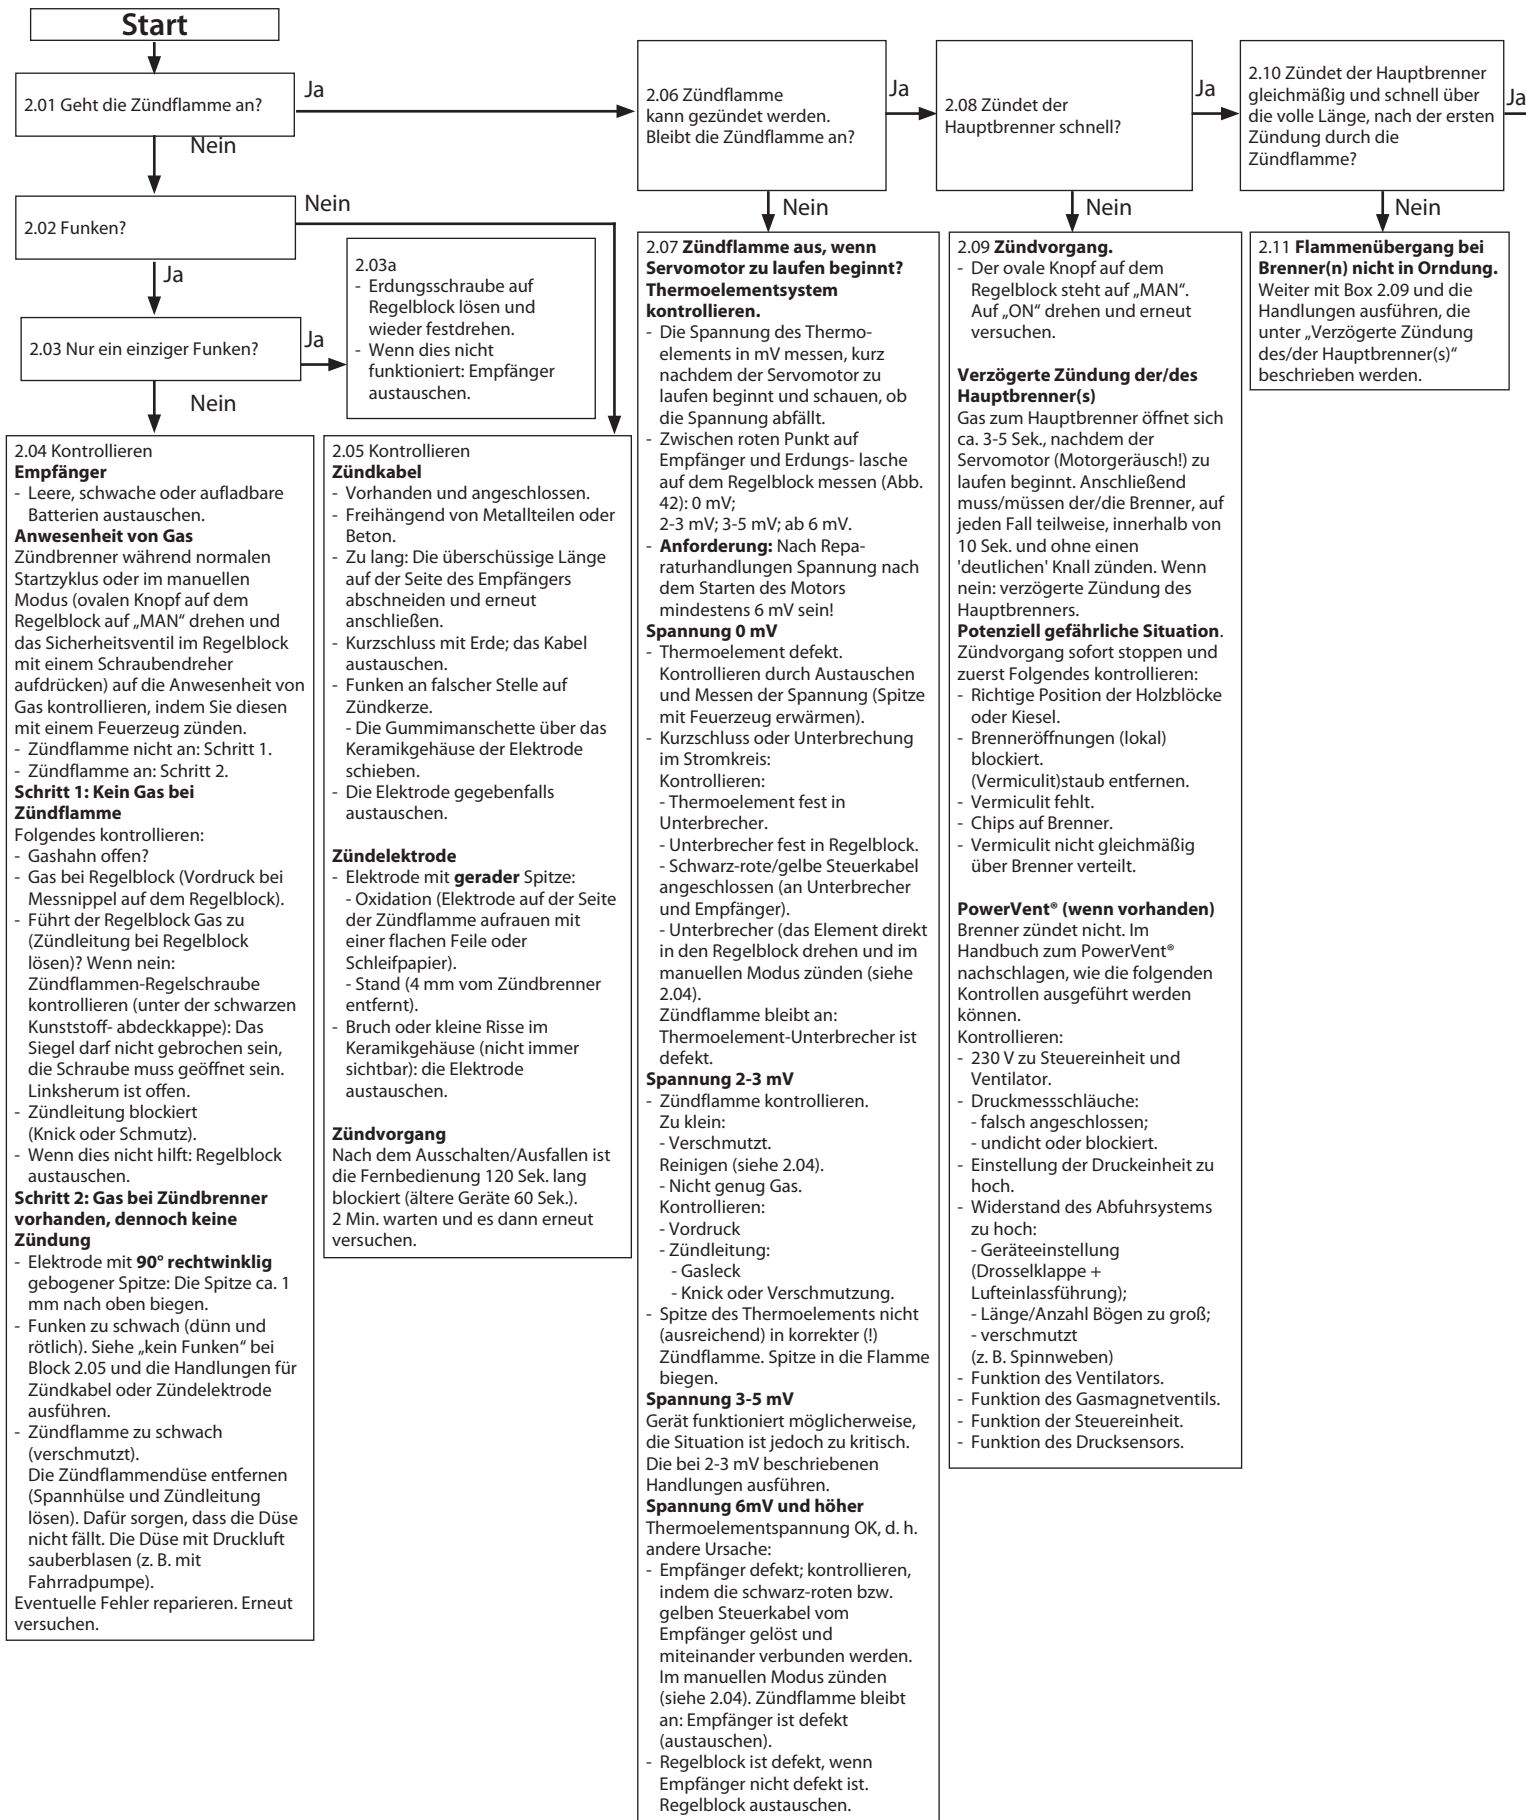 Start
2.01 Geht die Zündflamme an?
Ja
Nein
2.02 Funken?
Nein
Ja
2.03 Nur ein einziger Funken?
Ja
Nein
2.03a
- Erdungsschraube auf
Regelblock lösen und
wieder festdrehen.
- Wenn dies nicht
funktioniert: Empfänger
austauschen.
2.04 Kontrollieren
Empfänger
- Leere, schwache oder aufladbare
Batterien austauschen.
Anwesenheit von Gas
Zündbrenner während normalen
Startzyklus oder im manuellen
Modus (ovalen Knopf auf dem
Regelblock auf „MAN“ drehen und
das Sicherheitsventil im Regelblock
mit einem Schraubendreher
aufdrücken) auf die Anwesenheit von
Gas kontrollieren, indem Sie diesen
mit einem Feuerzeug zünden.
- Zündflamme nicht an: Schritt 1.
- Zündflamme an: Schritt 2.
Schritt 1: Kein Gas bei
Zündflamme
Folgendes kontrollieren:
- Gashahn offen?
- Gas bei Regelblock (Vordruck bei
Messnippel auf dem Regelblock).
- Führt der Regelblock Gas zu
(Zündleitung bei Regelblock
lösen)? Wenn nein:
Zündflammen-Regelschraube
kontrollieren (unter der schwarzen
Kunststoff- abdeckkappe): Das
Siegel darf nicht gebrochen sein,
die Schraube muss geöffnet sein.
Linksherum ist offen.
- Zündleitung blockiert
(Knick oder Schmutz).
- Wenn dies nicht hilft: Regelblock
austauschen.
Schritt 2: Gas bei Zündbrenner
vorhanden, dennoch keine
Zündung
- Elektrode mit 90° rechtwinklig
gebogener Spitze: Die Spitze ca. 1
mm nach oben biegen.
- Funken zu schwach (dünn und
rötlich). Siehe „kein Funken“ bei
Block 2.05 und die Handlungen für
Zündkabel oder Zündelektrode
ausführen.
- Zündflamme zu schwach
(verschmutzt).
Die Zündflammendüse entfernen
(Spannhülse und Zündleitung
lösen). Dafür sorgen, dass die Düse
nicht fällt. Die Düse mit Druckluft
sauberblasen (z. B. mit
Fahrradpumpe).
Eventuelle Fehler reparieren. Erneut
versuchen.
2.05 Kontrollieren
Zündkabel
- Vorhanden und angeschlossen.
- Freihängend von Metallteilen oder
Beton.
- Zu lang: Die überschüssige Länge
auf der Seite des Empfängers
abschneiden und erneut
anschließen.
- Kurzschluss mit Erde; das Kabel
austauschen.
- Funken an falscher Stelle auf
Zündkerze.
- Die Gummimanschette über das
Keramikgehäuse der Elektrode
schieben.
- Die Elektrode gegebenfalls
austauschen.
Zündelektrode
- Elektrode mit gerader Spitze:
- Oxidation (Elektrode auf der Seite
der Zündflamme aufrauen mit
einer flachen Feile oder
Schleifpapier).
- Stand (4 mm vom Zündbrenner
entfernt).
- Bruch oder kleine Risse im
Keramikgehäuse (nicht immer
sichtbar): die Elektrode
austauschen.
Zündvorgang
Nach dem Ausschalten/Ausfallen ist
die Fernbedienung 120 Sek. lang
blockiert (ältere Geräte 60 Sek.).
2 Min. warten und es dann erneut
versuchen.
2.06 Zündflamme
kann gezündet werden.
Bleibt die Zündflamme an?
Ja
Nein
2.07 Zündflamme aus, wenn
Servomotor zu laufen beginnt?
Thermoelementsystem
kontrollieren.
- Die Spannung des Thermo-
elements in mV messen, kurz
nachdem der Servomotor zu
laufen beginnt und schauen, ob
die Spannung abfällt.
- Zwischen roten Punkt auf
Empfänger und Erdungs- lasche
auf dem Regelblock messen (Abb.
42): 0 mV;
2-3 mV; 3-5 mV; ab 6 mV.
- Anforderung: Nach Repa-
raturhandlungen Spannung nach
dem Starten des Motors
mindestens 6 mV sein!
Spannung 0 mV
- Thermoelement defekt.
Kontrollieren durch Austauschen
und Messen der Spannung (Spitze
mit Feuerzeug erwärmen).
- Kurzschluss oder Unterbrechung
im Stromkreis:
Kontrollieren:
- Thermoelement fest in
Unterbrecher.
- Unterbrecher fest in Regelblock.
- Schwarz-rote/gelbe Steuerkabel
angeschlossen (an Unterbrecher
und Empfänger).
- Unterbrecher (das Element direkt
in den Regelblock drehen und im
manuellen Modus zünden (siehe
2.04).
Zündflamme bleibt an:
Thermoelement-Unterbrecher ist
defekt.
Spannung 2-3 mV
- Zündflamme kontrollieren.
Zu klein:
- Verschmutzt.
Reinigen (siehe 2.04).
- Nicht genug Gas.
Kontrollieren:
- Vordruck
- Zündleitung:
- Gasleck
- Knick oder Verschmutzung.
- Spitze des Thermoelements nicht
(ausreichend) in korrekter (!)
Zündflamme. Spitze in die Flamme
biegen.
Spannung 3-5 mV
Gerät funktioniert möglicherweise,
die Situation ist jedoch zu kritisch.
Die bei 2-3 mV beschriebenen
Handlungen ausführen.
Spannung 6mV und höher
Thermoelementspannung OK, d. h.
andere Ursache:
- Empfänger defekt; kontrollieren,
indem die schwarz-roten bzw.
gelben Steuerkabel vom
Empfänger gelöst und
miteinander verbunden werden.
Im manuellen Modus zünden
(siehe 2.04). Zündflamme bleibt
an: Empfänger ist defekt
(austauschen).
- Regelblock ist defekt, wenn
Empfänger nicht defekt ist.
Regelblock austauschen.
2.08 Zündet der
Hauptbrenner schnell?
Ja
Nein
2.09 Zündvorgang.
- Der ovale Knopf auf dem
Regelblock steht auf „MAN“.
Auf „ON“ drehen und erneut
versuchen.
Verzögerte Zündung der/des
Hauptbrenner(s)
Gas zum Hauptbrenner öffnet sich
ca. 3-5 Sek., nachdem der
Servomotor (Motorgeräusch!) zu
laufen beginnt. Anschließend
muss/müssen der/die Brenner, auf
jeden Fall teilweise, innerhalb von
10 Sek. und ohne einen
'deutlichen' Knall zünden. Wenn
nein: verzögerte Zündung des
Hauptbrenners.
Potenziell gefährliche Situation.
Zündvorgang sofort stoppen und
zuerst Folgendes kontrollieren:
- Richtige Position der Holzblöcke
oder Kiesel.
- Brenneröffnungen (lokal)
blockiert.
(Vermiculit)staub entfernen.
- Vermiculit fehlt.
- Chips auf Brenner.
- Vermiculit nicht gleichmäßig
über Brenner verteilt.
PowerVent® (wenn vorhanden)
Brenner zündet nicht. Im
Handbuch zum PowerVent®
nachschlagen, wie die folgenden
Kontrollen ausgeführt werden
können.
Kontrollieren:
- 230 V zu Steuereinheit und
Ventilator.
- Druckmessschläuche:
- falsch angeschlossen;
- undicht oder blockiert.
- Einstellung der Druckeinheit zu
hoch.
- Widerstand des Abfuhrsystems
zu hoch:
- Geräteeinstellung
(Drosselklappe +
Lufteinlassführung);
- Länge/Anzahl Bögen zu groß;
- verschmutzt
(z. B. Spinnweben)
- Funktion des Ventilators.
- Funktion des Gasmagnetventils.
- Funktion der Steuereinheit.
- Funktion des Drucksensors.
2.10 Zündet der Hauptbrenner
gleichmäßig und schnell über
die volle Länge, nach der ersten
Zündung durch die
Zündflamme?
Ja
Nein
2.11 Flammenübergang bei
Brenner(n) nicht in Orndung.
Weiter mit Box 2.09 und die
Handlungen ausführen, die
unter „Verzögerte Zündung
des/der Hauptbrenner(s)“
beschrieben werden.